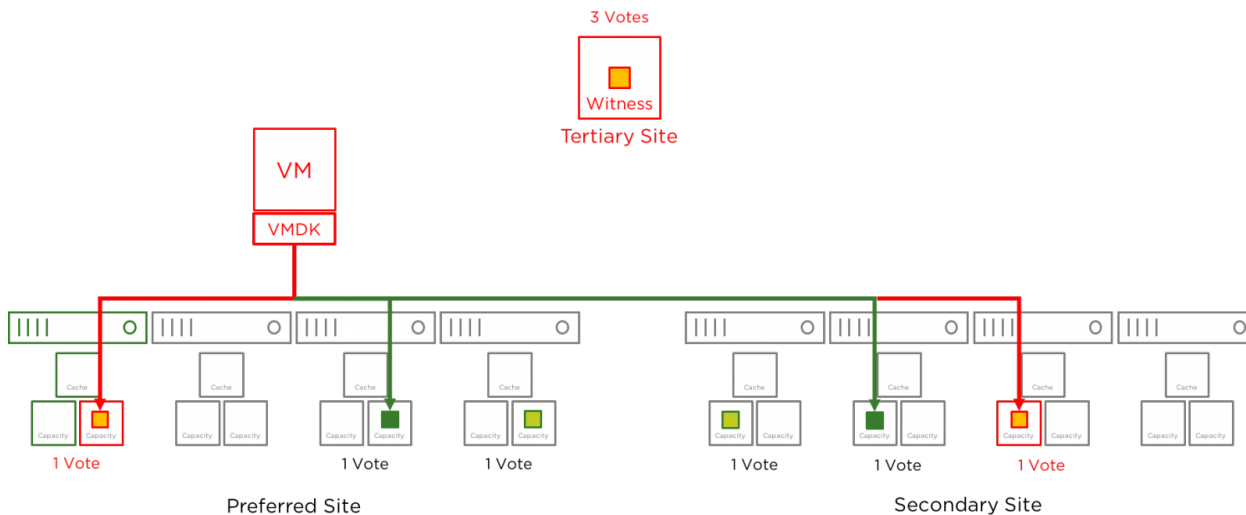 3 Votes
Witness
Tertiary Site
VM
VMDK
Cache Cache Cache Cache Cache Cache Cache Cache
Capacity Capacity Capacity Capacity Capacity Capacity Capacity Capacity Capacity Capacity Capacity Capacity Capacity Capacity Capacity Capacity
1 Vote 1 Vote 1 Vote 1 Vote 1 Vote 1 Vote
Preferred Site Secondary Site